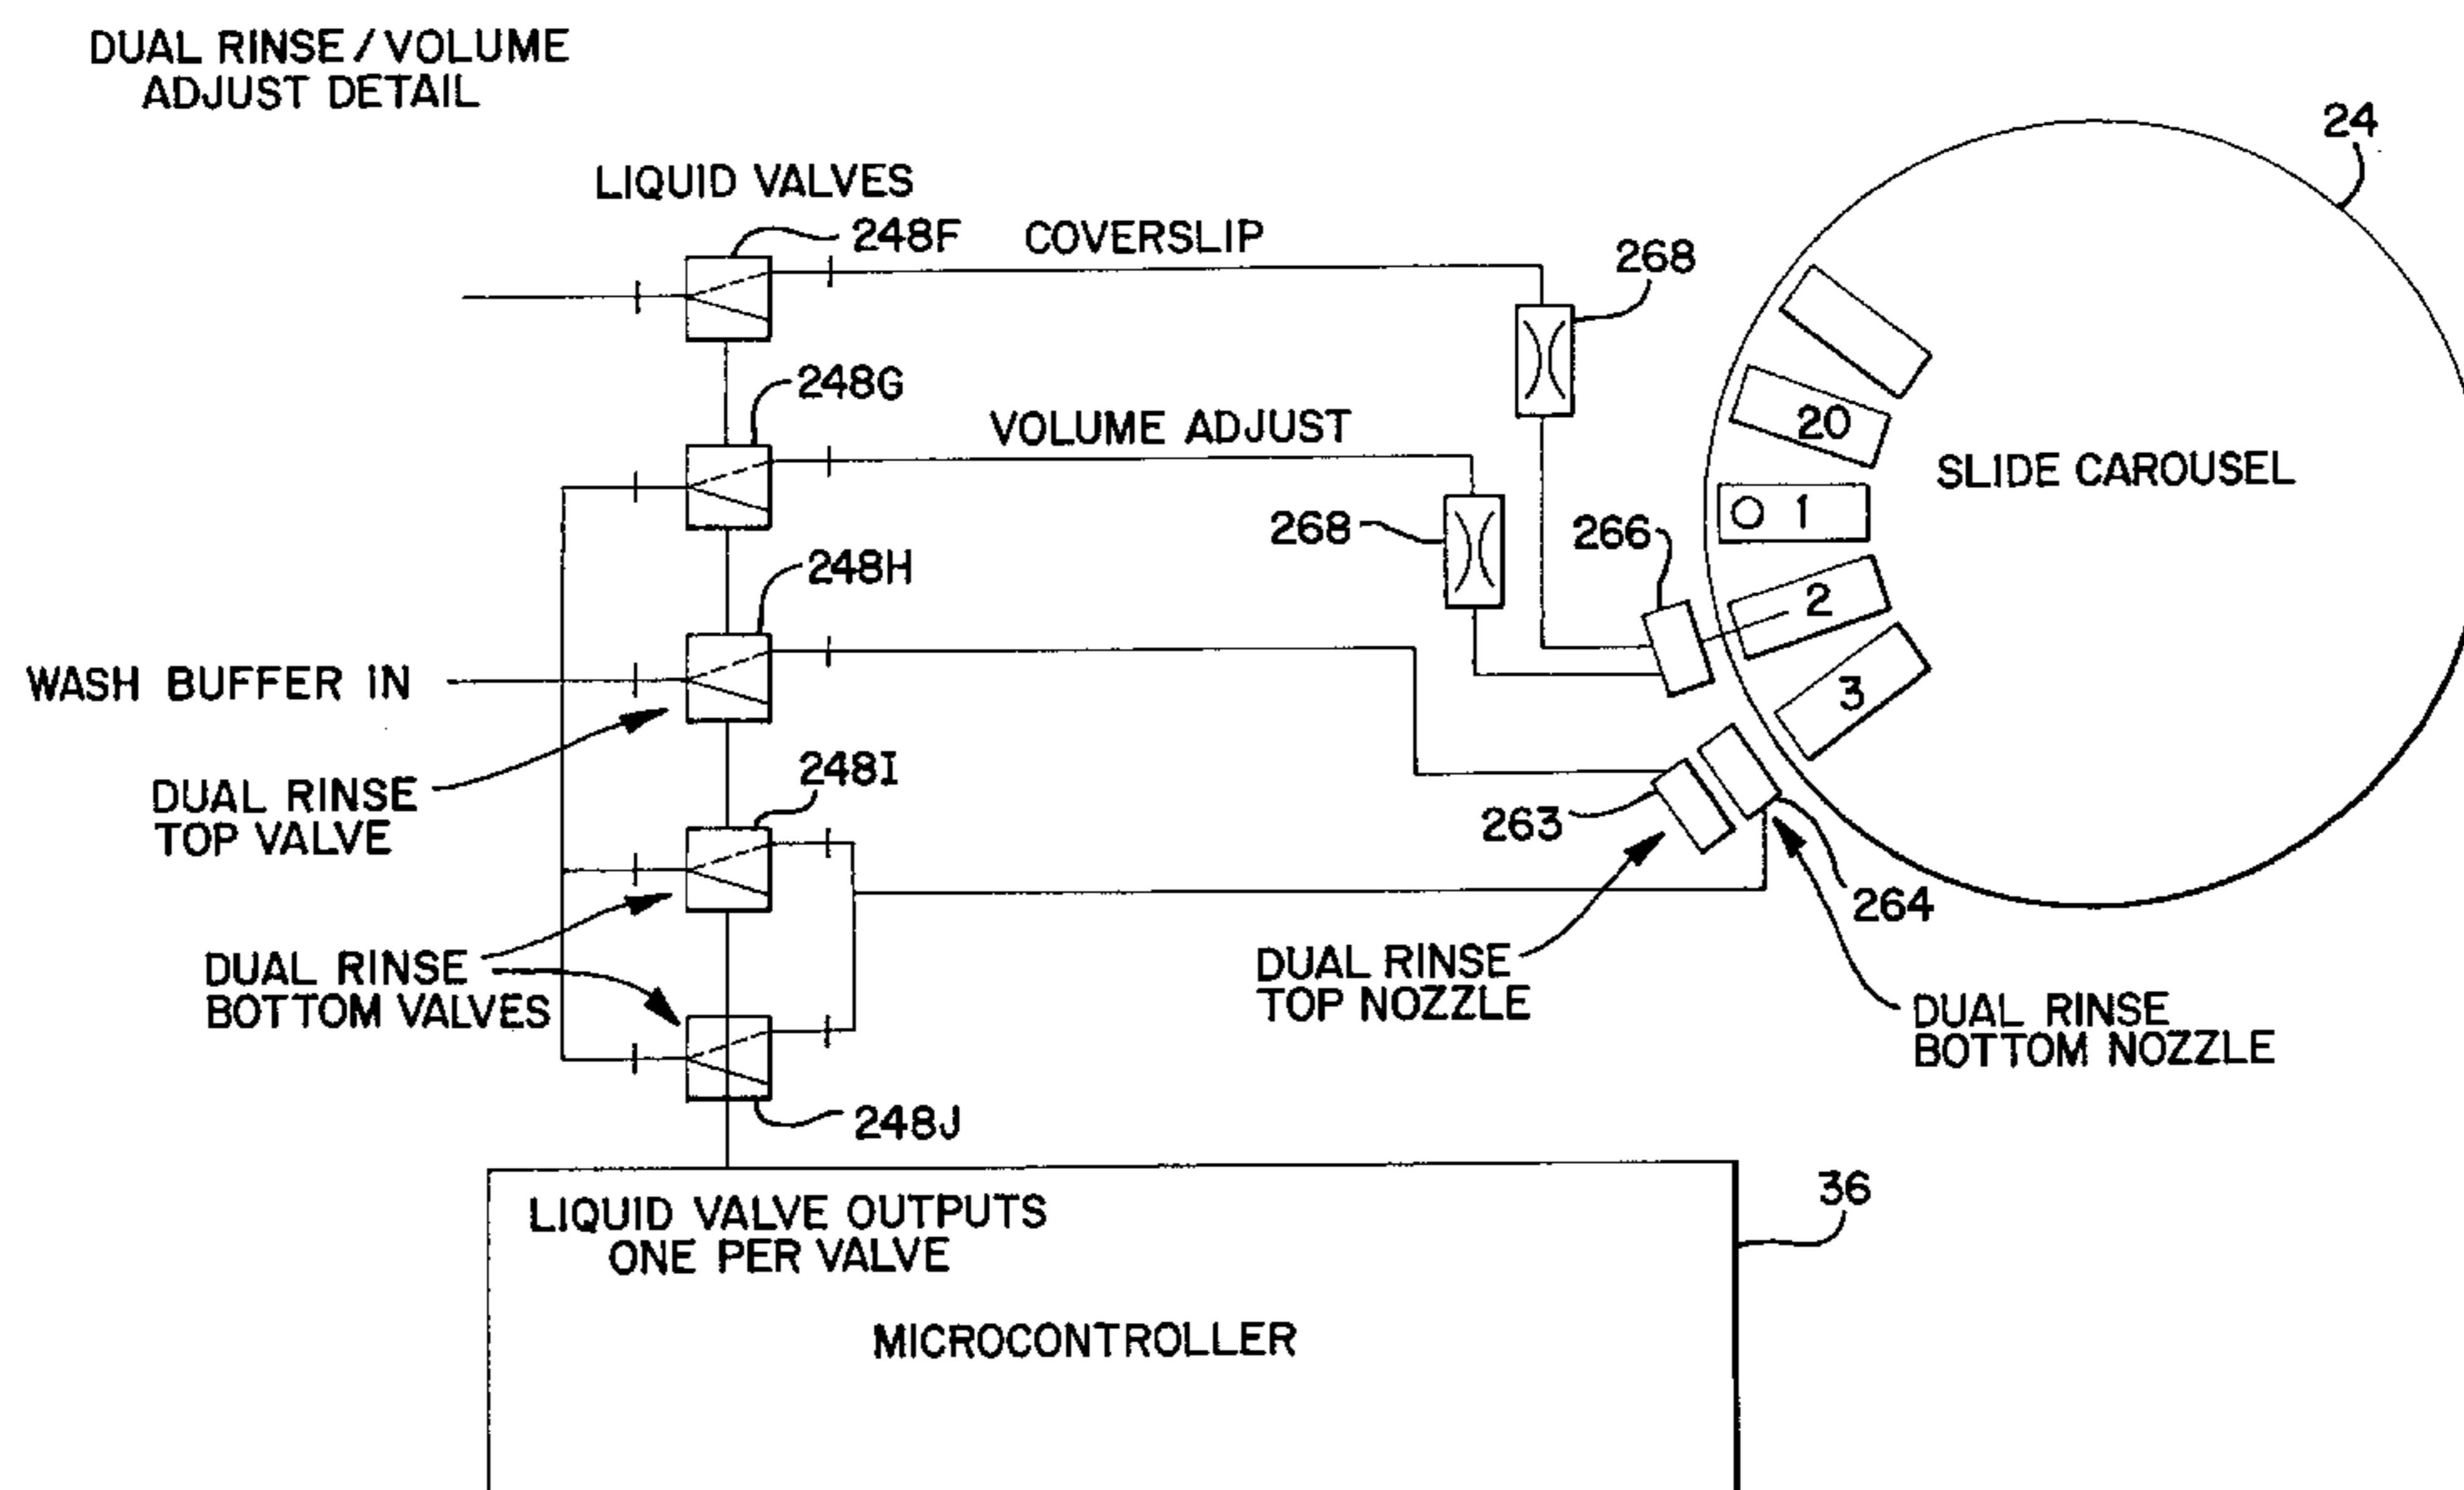 DUAL RINSE/VOLUME
ADJUST DETAIL
24
LIQUID VALVES
248F
COVERSLIP
268
248G
VOLUME ADJUST
20
SLIDE CAROUSEL
1
268
266
248H
2
WASH BUFFER IN
3
DUAL RINSE
TOP VALVE
248I
263
264
DUAL RINSE
BOTTOM VALVES
DUAL RINSE
TOP NOZZLE
DUAL RINSE
BOTTOM NOZZLE
248J
36
LIQUID VALVE OUTPUTS
ONE PER VALVE
MICROCONTROLLER